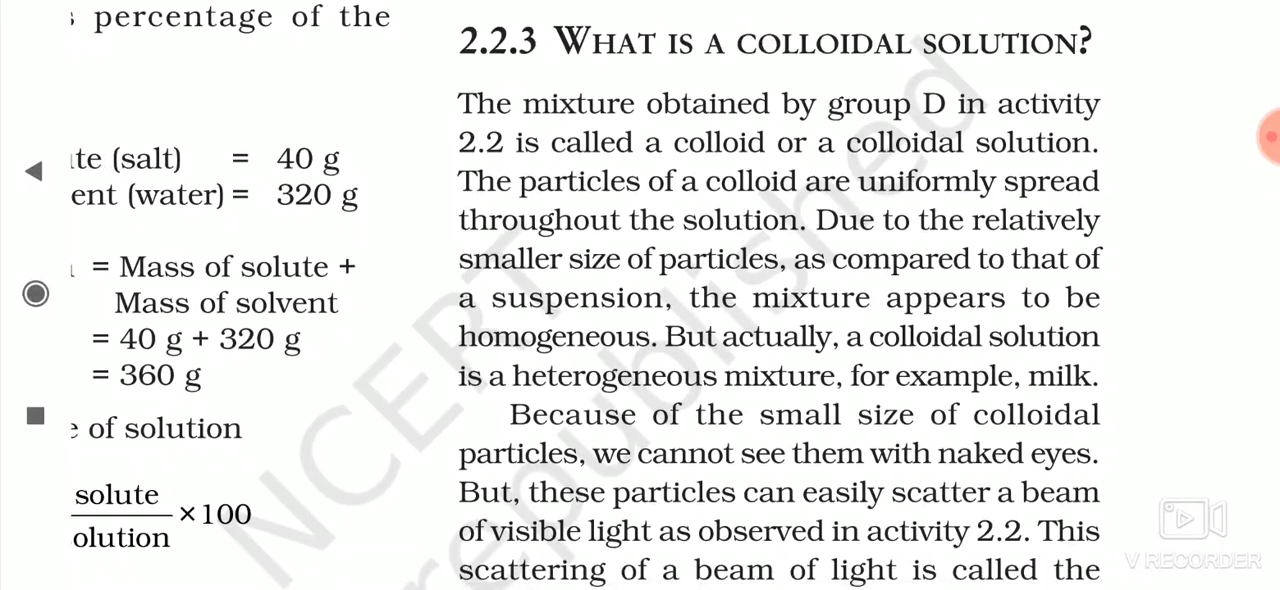 percentage of the
te (salt) = 40 g
ent (water) = 320 g
= Mass of solute +
Mass of solvent
= 40 g + 320 g
= 360 g
e of solution
solute
× 100
olution
2.2.3 WHAT IS A COLLOIDAL SOLUTION?
The mixture obtained by group D in activity
2.2 is called a colloid or a colloidal solution.
The particles of a colloid are uniformly spread
throughout the solution. Due to the relatively
smaller size of particles, as compared to that of
a suspension, the mixture appears to be
homogeneous. But actually, a colloidal solution
is a heterogeneous mixture, for example, milk.
Because of the small size of colloidal
particles, we cannot see them with naked eyes.
But, these particles can easily scatter a beam
of visible light as observed in activity 2.2. This
scattering of a beam of light is called the
NCERT
republished
V RECORDER